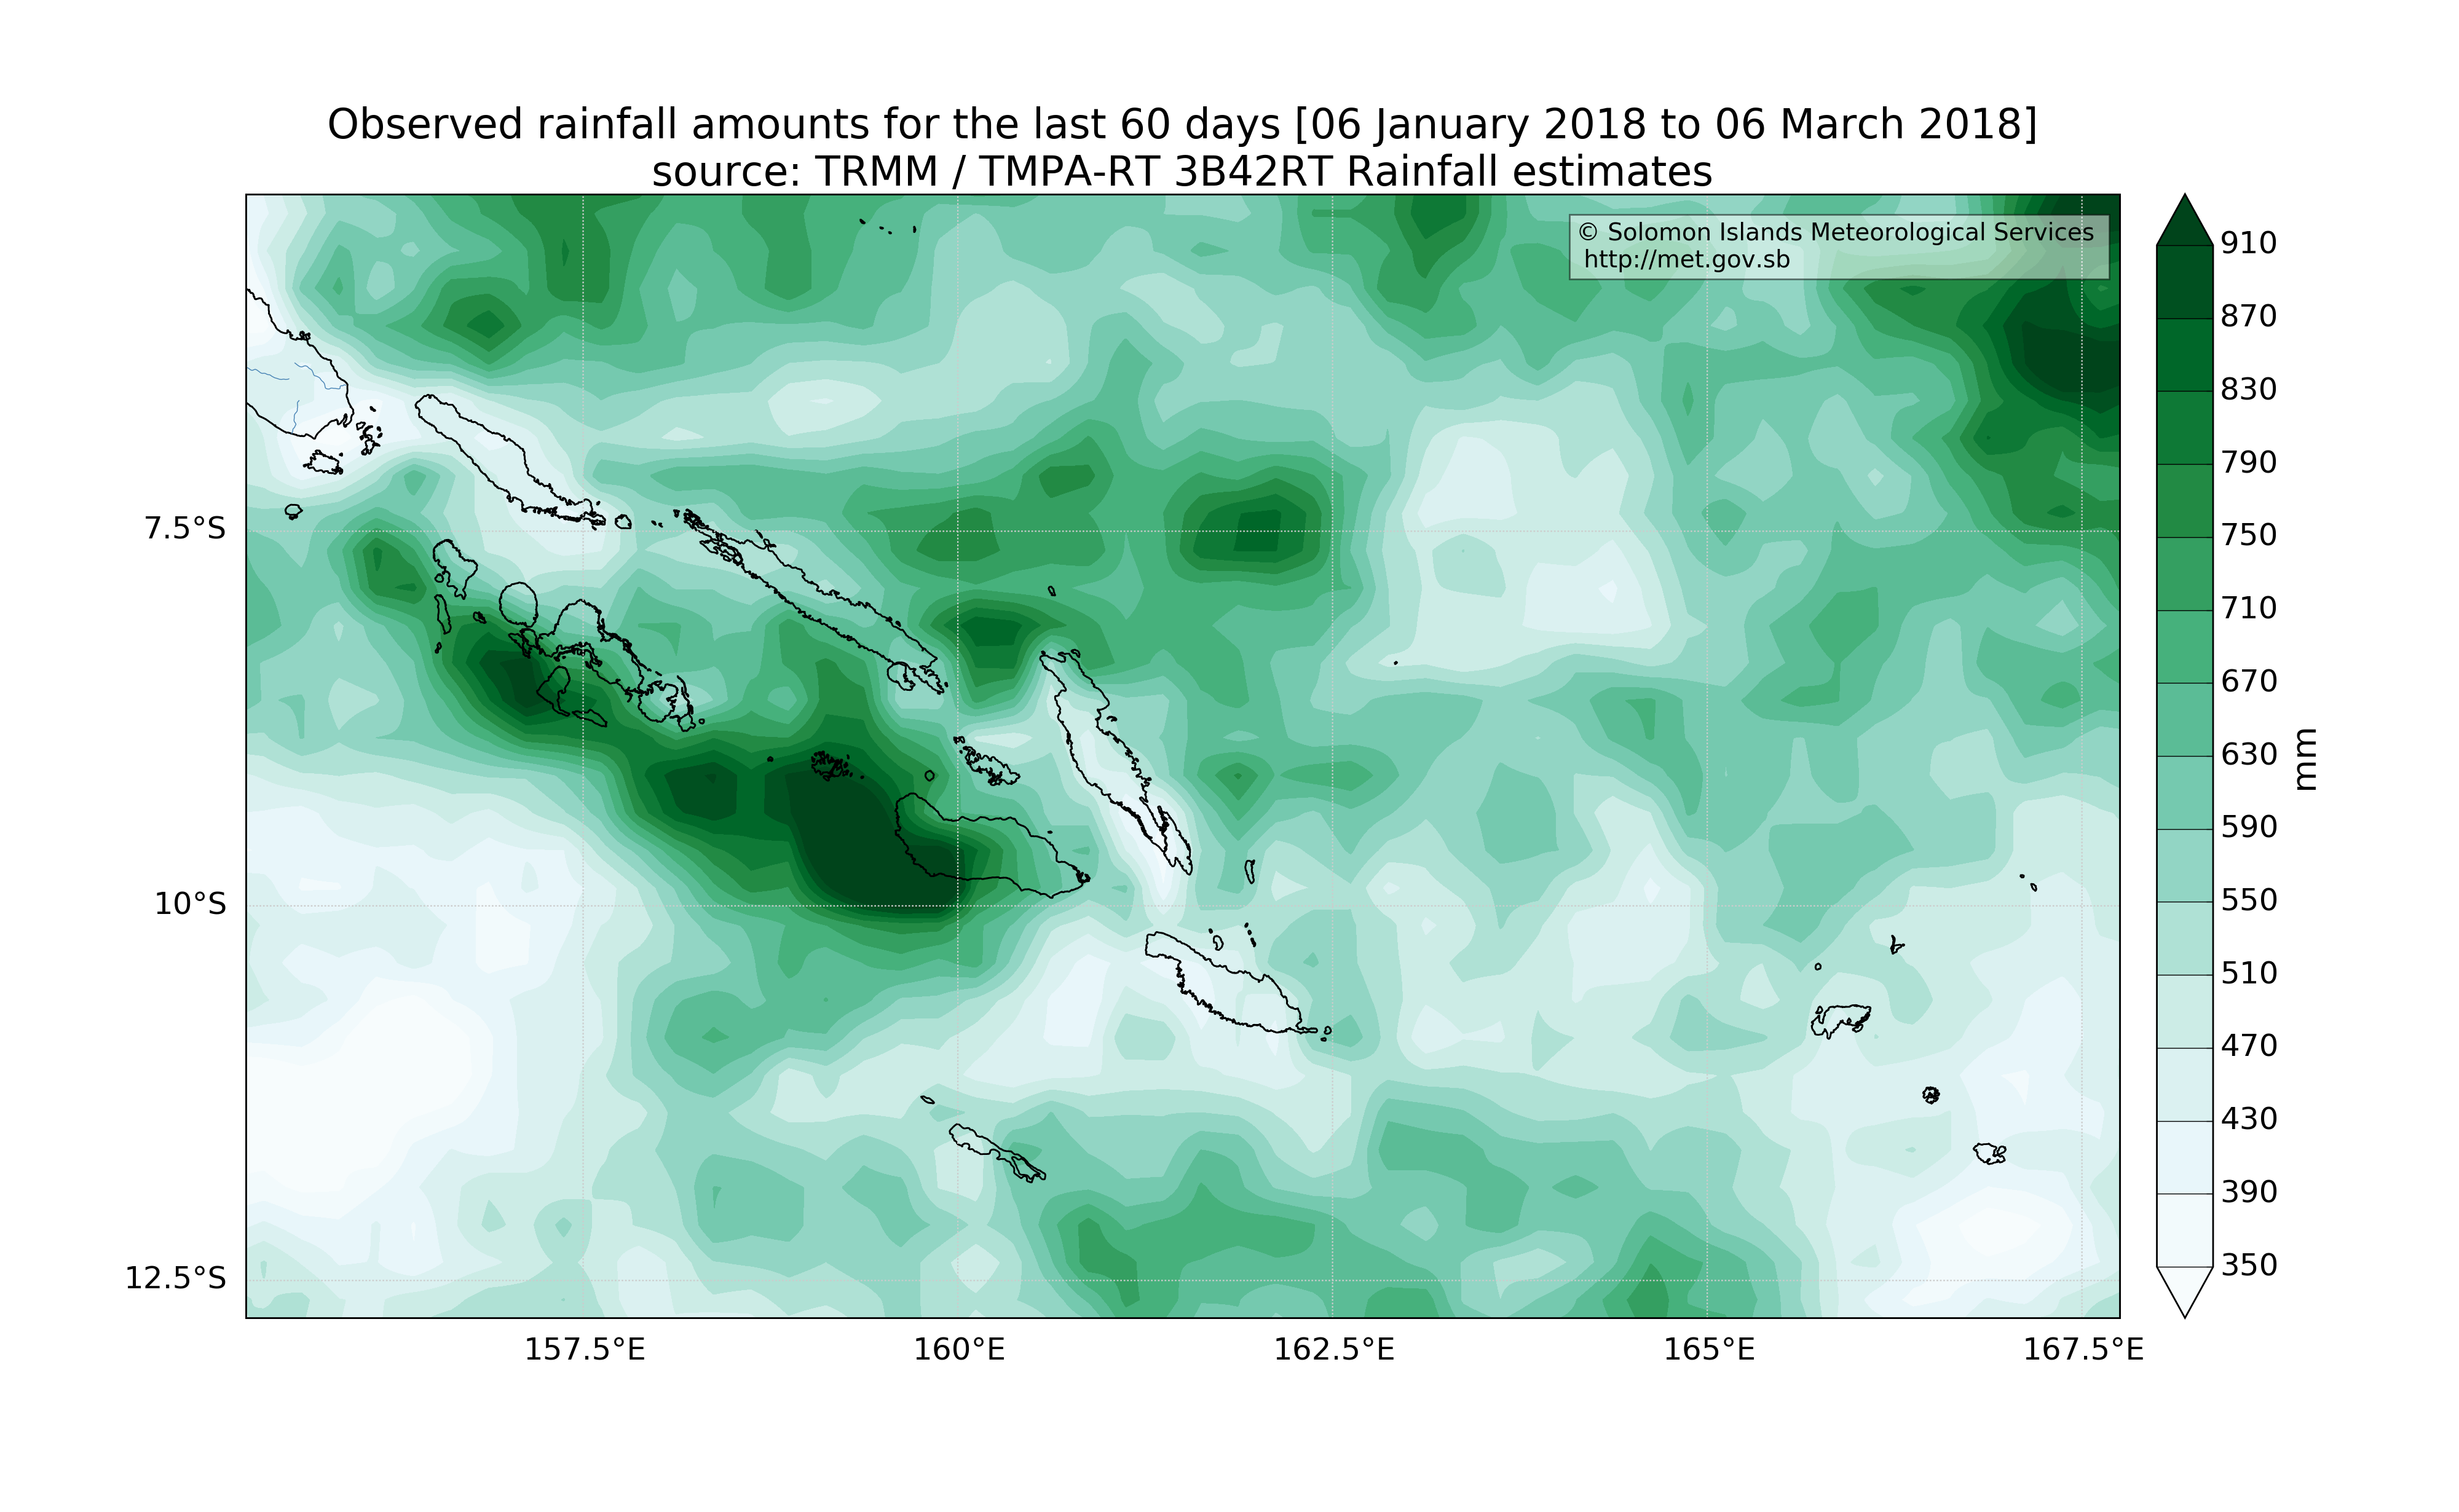 Observed rainfall amounts for the last 60 days [06 January 2018 to 06 March 2018]
source: TRMM / TMPA-RT 3B42RT Rainfall estimates
© Solomon Islands Meteorological Services
http://met.gov.sb
7.5°S
10°S
12.5°S
157.5°E
160°E
162.5°E
165°E
167.5°E
910
870
830
790
750
710
670
630
590
550
510
470
430
390
350
mm